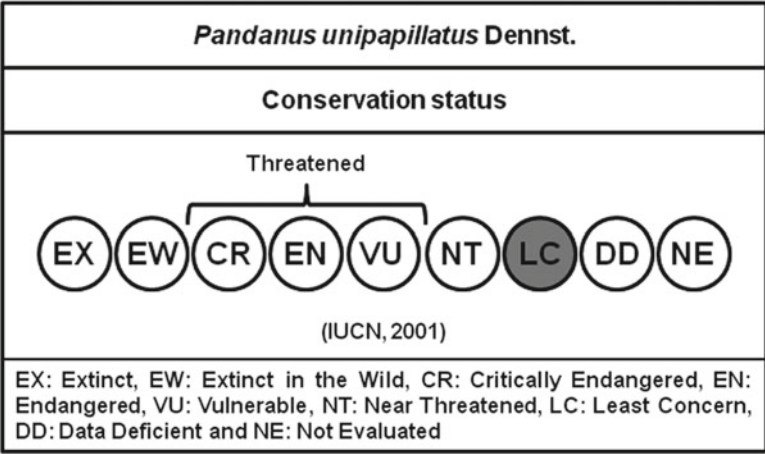 Pandanus unipapillatus Dennst.
Conservation status
Threatened
EX EW CR EN VU NT LC DD NE
(IUCN, 2001)
EX: Extinct, EW: Extinct in the Wild, CR: Critically Endangered, EN:
Endangered, VU: Vulnerable, NT: Near Threatened, LC: Least Concern,
DD: Data Deficient and NE: Not Evaluated